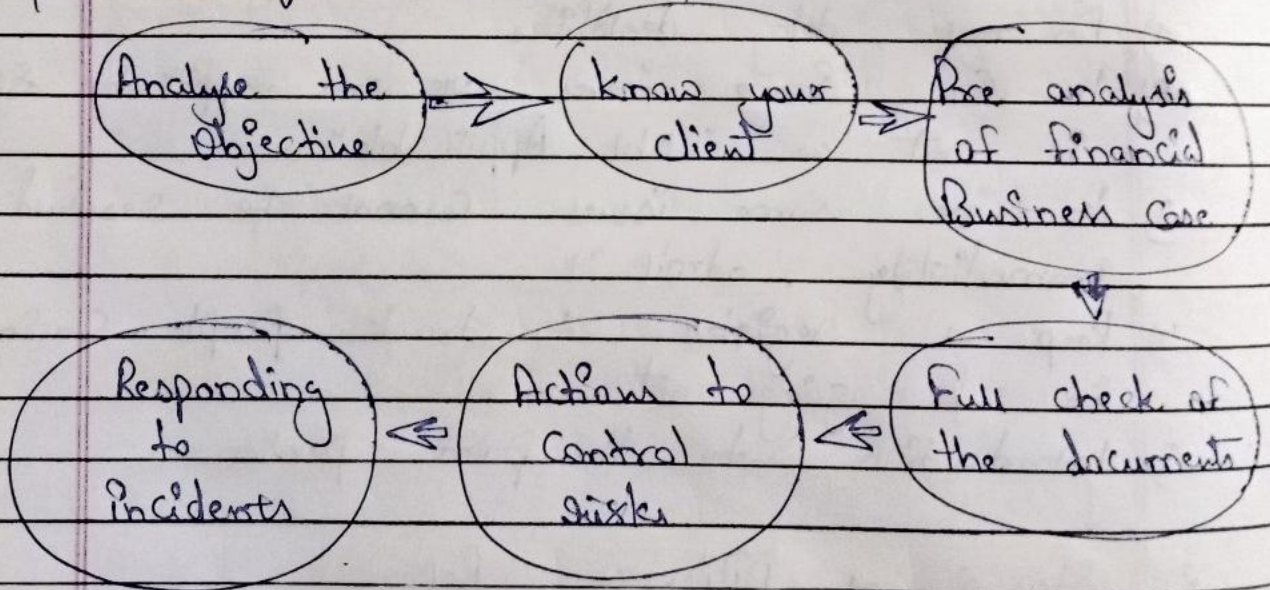 Analyse the
Objective
Know your
client
Pre analysis
of financial
Business Case
Full check of
the documents
Actions to
Control
risks
Responding
to
incidents